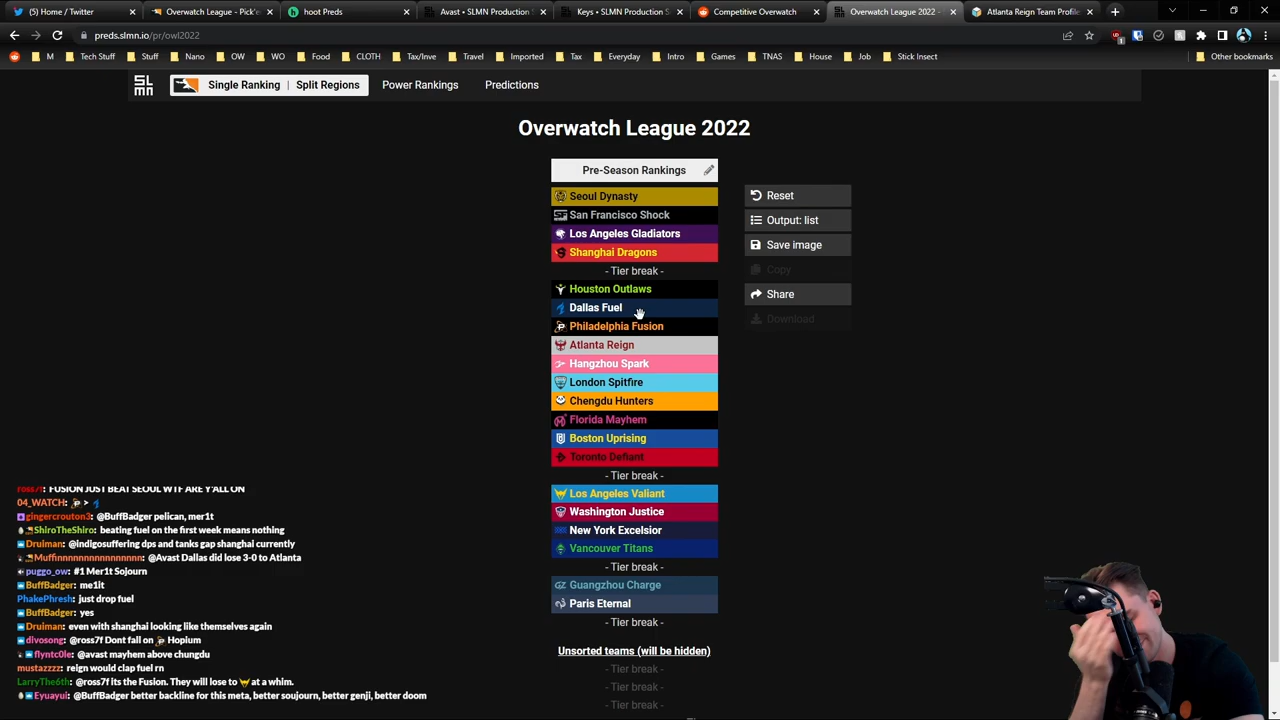 (5) Home / Twitter
Overwatch League - Pick'e
hoot Preds
Avast • SLMN Production S
Keys • SLMN Production S
Competitive Overwatch
Overwatch League 2022 -
Atlanta Reign Team Profile
preds.slmn.io/pr/owl2022
M
Tech Stuff
Stuff
Nano
OW
WO
Food
CLOTH
Tax/Inve
Travel
Imported
Tax
Everyday
Intro
Games
TNAS
House
Job
Stick Insect
Other bookmarks
SL
MN
Single Ranking | Split Regions
Power Rankings
Predictions
Overwatch League 2022
Pre-Season Rankings
Seoul Dynasty
San Francisco Shock
Los Angeles Gladiators
Shanghai Dragons
- Tier break -
Houston Outlaws
Dallas Fuel
Philadelphia Fusion
Atlanta Reign
Hangzhou Spark
London Spitfire
Chengdu Hunters
Florida Mayhem
Boston Uprising
Toronto Defiant
- Tier break -
Los Angeles Valiant
Washington Justice
New York Excelsior
Vancouver Titans
- Tier break -
Guangzhou Charge
Paris Eternal
- Tier break -
Unsorted teams (will be hidden)
- Tier break -
- Tier break -
- Tier break -
Reset
Output: list
Save image
Copy
Share
Download
ross7f: FUSION JUST BEAT SEOUL WTF ARE Y'ALL ON
04_WATCH: >
gingercrouton3: @BuffBadger pelican, mer1t
ShiroTheShiro: beating fuel on the first week means nothing
Druiman: @indigosuffering dps and tanks gap shanghai currently
Muffinnnnnnnnnnnnnnnnn: @Avast Dallas did lose 3-0 to Atlanta
puggo_ow: #1 Mer1t Sojourn
BuffBadger: me1it
PhakePhresh: just drop fuel
BuffBadger: yes
Druiman: even with shanghai looking like themselves again
divosong: @ross7f Dont fall on Hopium
flyntc0le: @avast mayhem above chungdu
mustazzzz: reign would clap fuel rn
LarryThe6th: @ross7f its the Fusion. They will lose to at a whim.
Eyuayui: @BuffBadger better backline for this meta, better soujourn, better genji, better doom